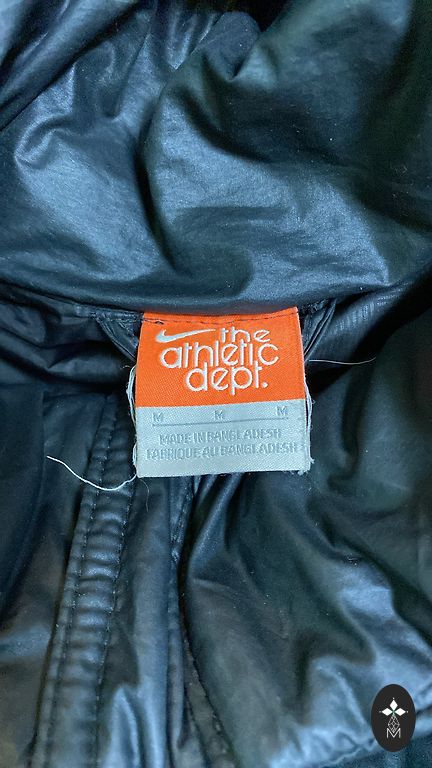 the
athletic
dept.
M M M
MADE IN BANGLADESH
FABRIQUE AU BANGLADESH
M